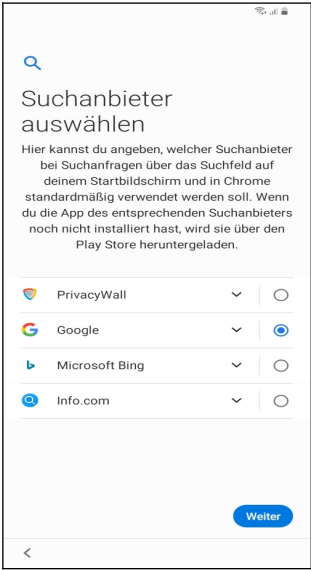 Suchanbieter
auswählen
Hier kannst du angeben, welcher Suchanbieter
bei Suchanfragen über das Suchfeld auf
deinem Startbildschirm und in Chrome
standardmäßig verwendet werden soll. Wenn
du die App des entsprechenden Suchanbieters
noch nicht installiert hast, wird sie über den
Play Store heruntergeladen.
PrivacyWall
Google
Microsoft Bing
Info.com
Weiter